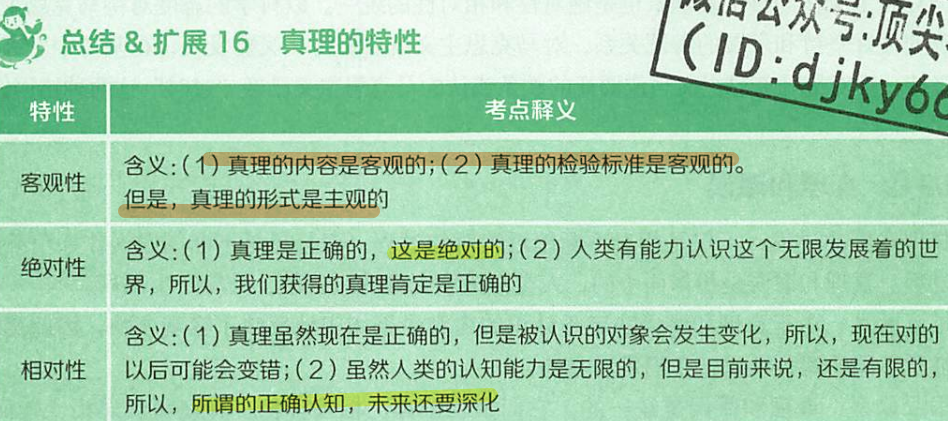 微信公众号:顶尖
(ID:djky66
总结 & 扩展 16 真理的特性
特性 考点释义
客观性
含义:(1)真理的内容是客观的;(2)真理的检验标准是客观的。
但是,真理的形式是主观的
绝对性
含义:(1)真理是正确的,这是绝对的;(2)人类有能力认识这个无限发展着的世
界,所以,我们获得的真理肯定是正确的
相对性
含义:(1)真理虽然现在是正确的,但是被认识的对象会发生变化,所以,现在对的
以后可能会变错;(2)虽然人类的认知能力是无限的,但是目前来说,还是有限的,
所以,所谓的正确认知,未来还要深化